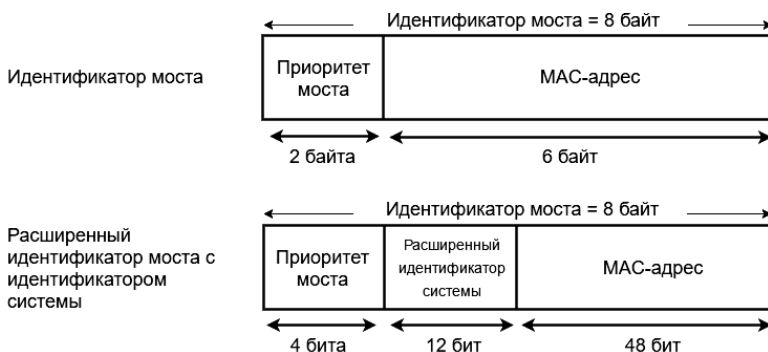 Идентификатор моста = 8 байт
Идентификатор моста
Приоритет
моста
MAC-адрес
2 байта
6 байт
Идентификатор моста = 8 байт
Расширенный
идентификатор моста с
идентификатором
системы
Приоритет
моста
Расширенный
идентификатор
системы
MAC-адрес
4 бита
12 бит
48 бит